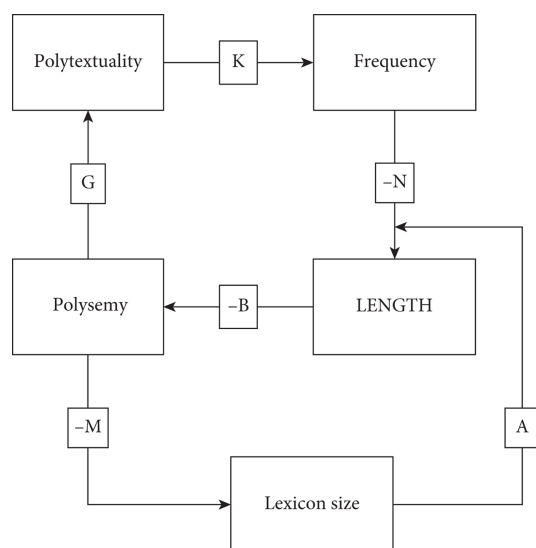 Polytextuality
K
Frequency
G
–N
Polysemy
–B
LENGTH
–M
A
Lexicon size